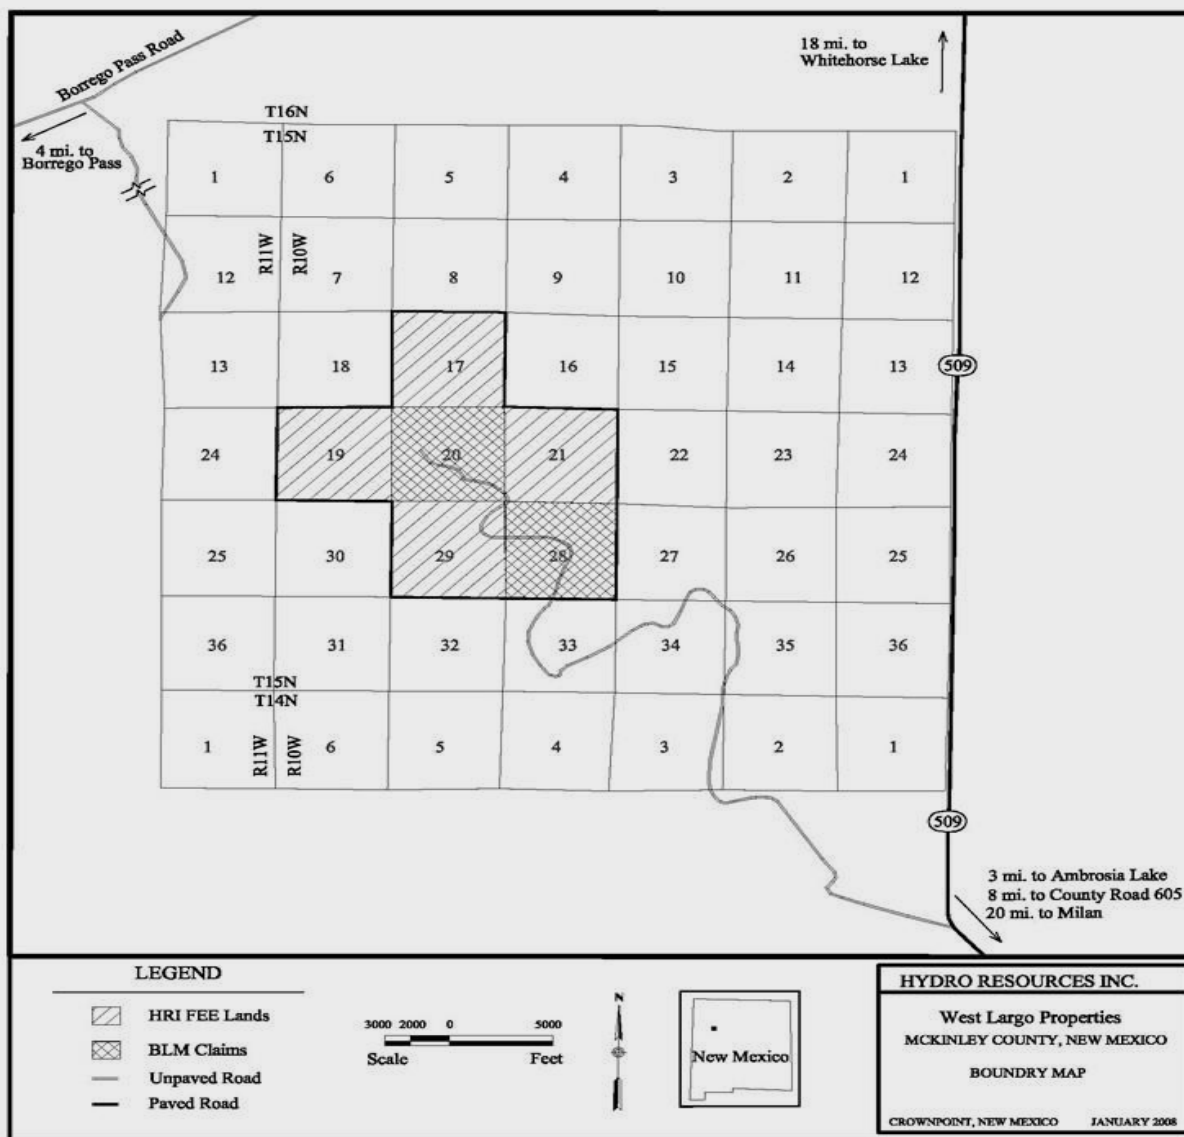 Borrego Pass Road
18 mi. to
Whitehorse Lake
4 mi. to
Borrego Pass
T16N
T15N
1 6 5 4 3 2 1
R11W R10W
12 7 8 9 10 11 12
13 18 17 16 15 14 13
509
24 19 20 21 22 23 24
25 30 29 28 27 26 25
36 31 32 33 34 35 36
T15N
T14N
R11W R10W
1 6 5 4 3 2 1
509
3 mi. to Ambrosia Lake
8 mi. to County Road 605
20 mi. to Milan
LEGEND
HRI FEE Lands
BLM Claims
Unpaved Road
Paved Road
3000 2000 0 5000
Scale Feet
N
New Mexico
HYDRO RESOURCES INC.
West Largo Properties
MCKINLEY COUNTY, NEW MEXICO
BOUNDRY MAP
CROWNPOINT, NEW MEXICO JANUARY 2008